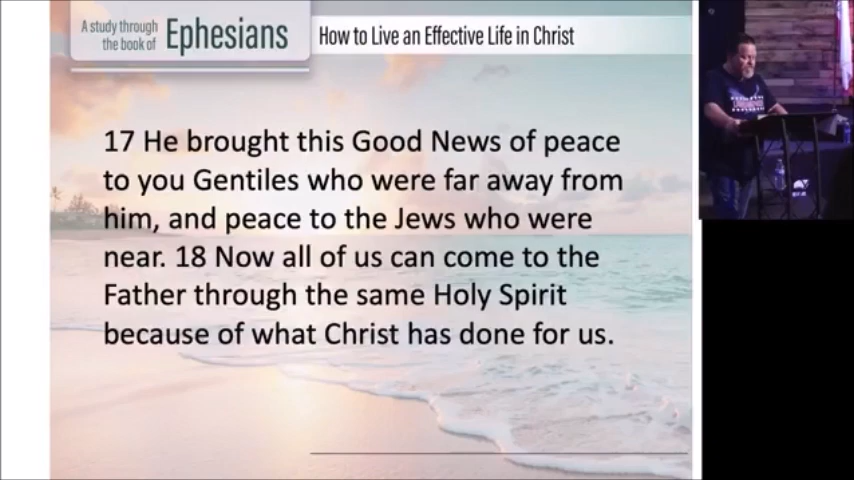 A study through
the book of
Ephesians
How to Live an Effective Life in Christ
17 He brought this Good News of peace
to you Gentiles who were far away from
him, and peace to the Jews who were
near. 18 Now all of us can come to the
Father through the same Holy Spirit
because of what Christ has done for us.